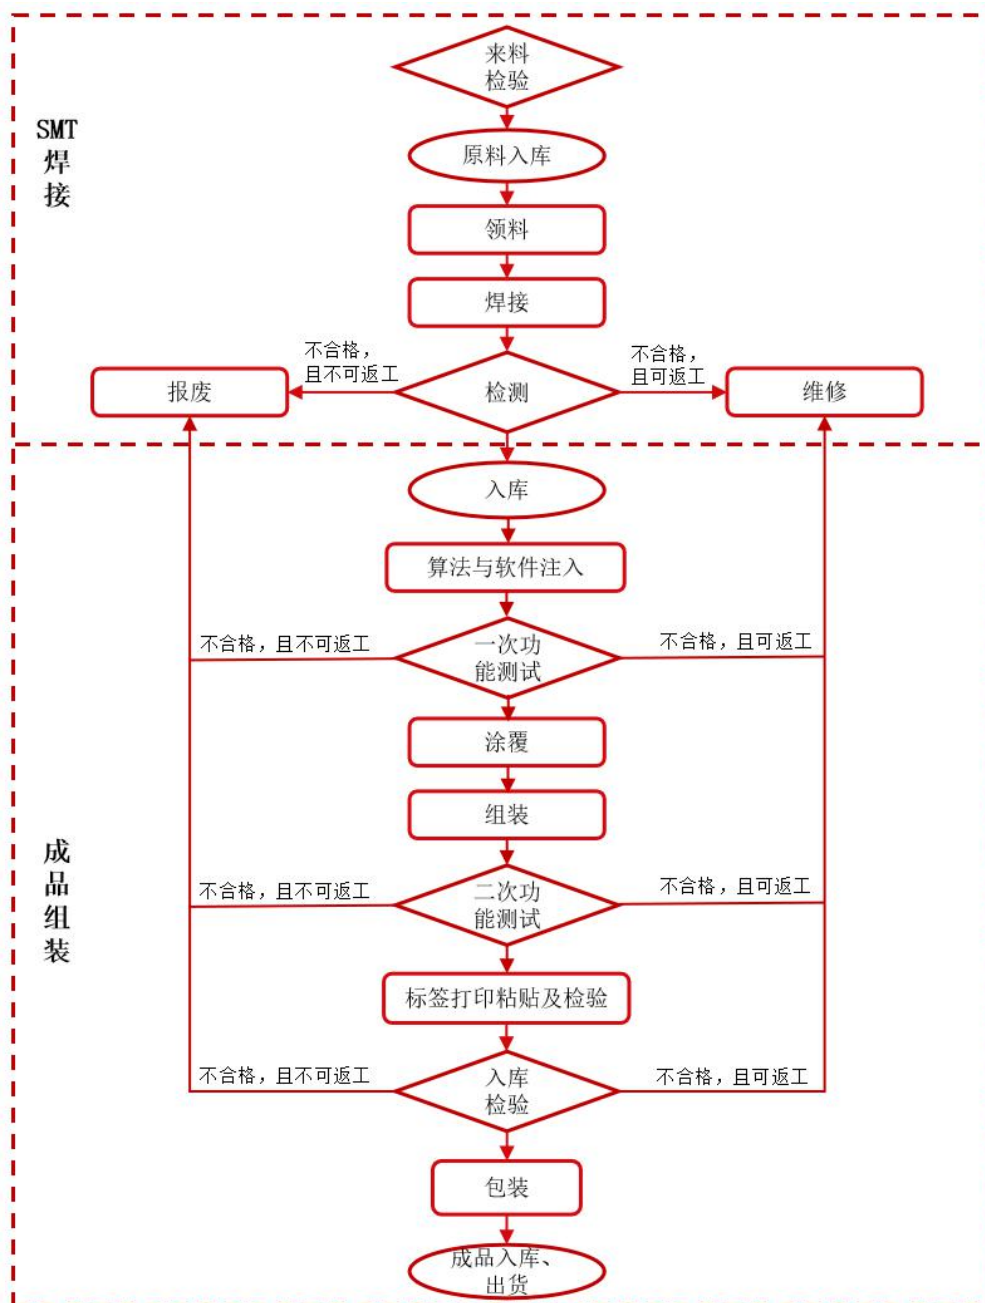 来料
检验
SMT
焊
接
原料入库
领料
焊接
不合格，
且不可返工
不合格，
且可返工
报废
检测
维修
入库
算法与软件注入
不合格，且不可返工
一次功
能测试
不合格，且可返工
涂覆
组装
成
品
组
装
不合格，且不可返工
二次功
能测试
不合格，且可返工
标签打印粘贴及检验
不合格，且不可返工
入库
检验
不合格，且可返工
包装
成品入库、
出货